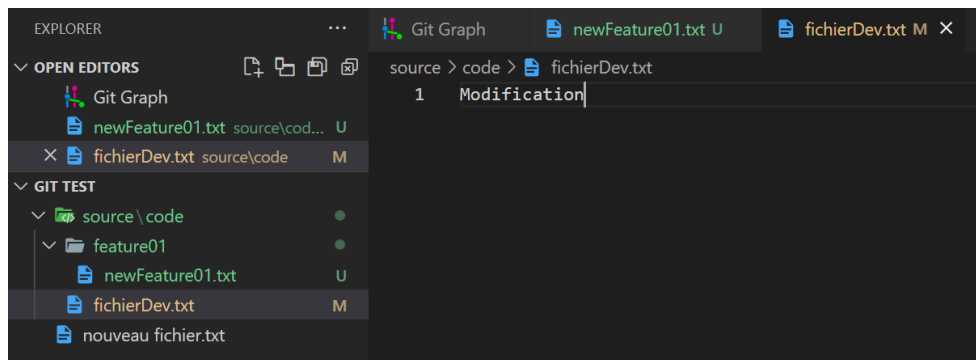 EXPLORER
OPEN EDITORS
Git Graph
newFeature01.txt source\cod... U
fichierDev.txt source\code M
GIT TEST
source\code
feature01
newFeature01.txt U
fichierDev.txt M
nouveau fichier.txt
Git Graph newFeature01.txt U fichierDev.txt M
source > code > fichierDev.txt
1 Modification